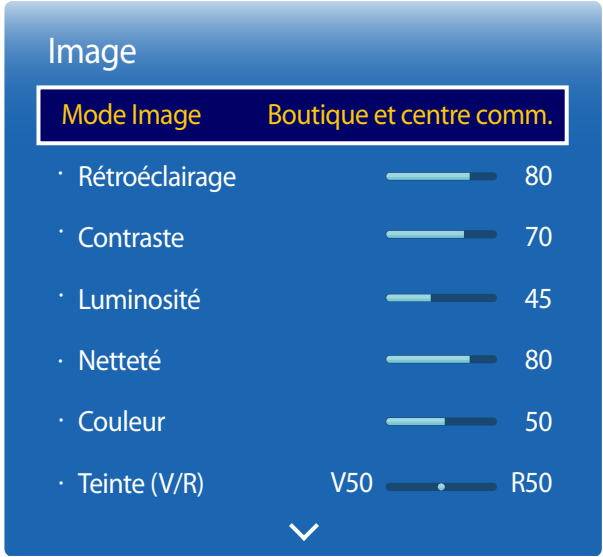 Image
Mode Image Boutique et centre comm.
· Rétroéclairage 80
· Contraste 70
· Luminosité 45
· Netteté 80
· Couleur 50
· Teinte (V/R) V50 R50